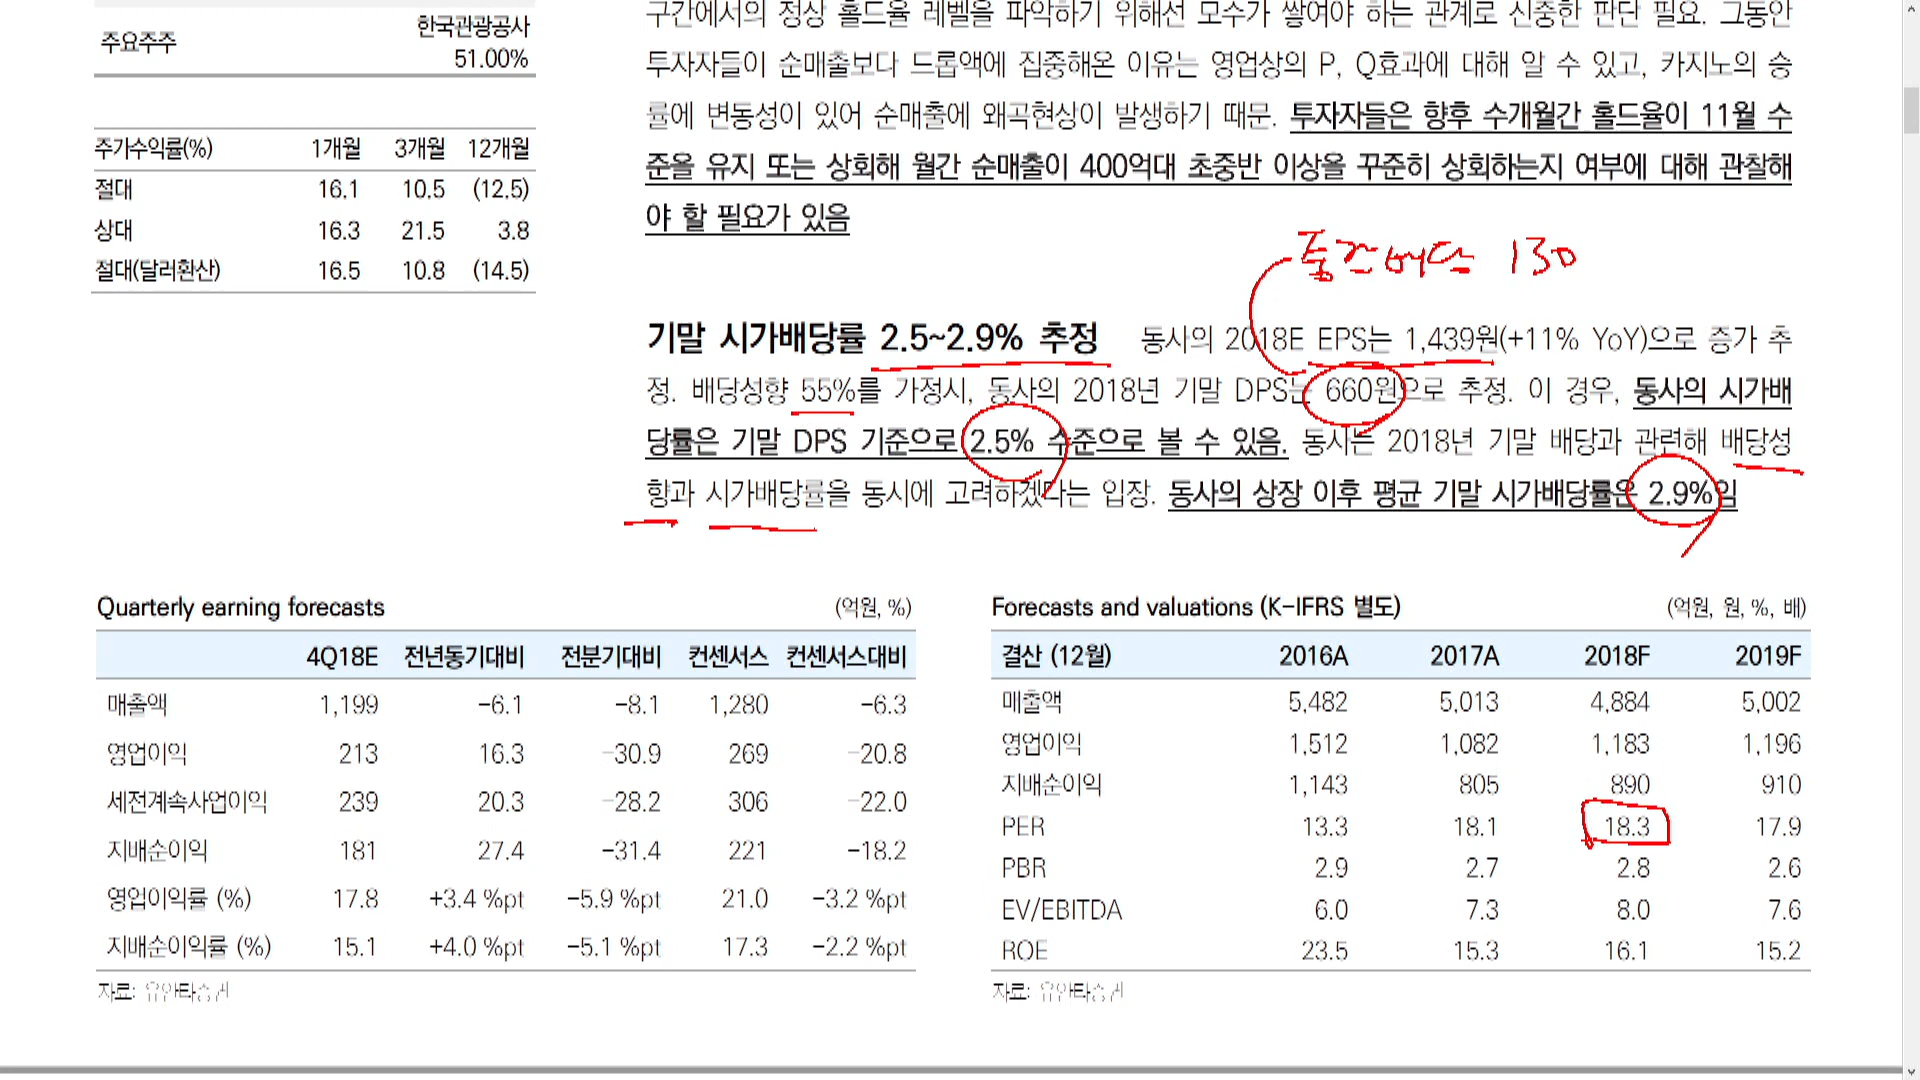 주요주주
한국관광공사
51.00%
주가수익률(%) 1개월 3개월 12개월
절대 16.1 10.5 (12.5)
상대 16.3 21.5 3.8
절대(달러환산) 16.5 10.8 (14.5)
구간에서의 정상 홀드율 레벨을 파악하기 위해선 모수가 쌓여야 하는 관계로 신중한 판단 필요. 그동안
투자자들이 순매출보다 드롭액에 집중해온 이유는 영업상의 P, Q효과에 대해 알 수 있고, 카지노의 승
률에 변동성이 있어 순매출에 왜곡현상이 발생하기 때문. 투자자들은 향후 수개월간 홀드율이 11월 수
준을 유지 또는 상회해 월간 순매출이 400억대 초중반 이상을 꾸준히 상회하는지 여부에 대해 관찰해
야 할 필요가 있음
중간배당 130
기말 시가배당률 2.5~2.9% 추정 동사의 2018E EPS는 1,439원(+11% YoY)으로 증가 추
정. 배당성향 55%를 가정시, 동사의 2018년 기말 DPS는 660원으로 추정. 이 경우, 동사의 시가배
당률은 기말 DPS 기준으로 2.5% 수준으로 볼 수 있음. 동사는 2018년 기말 배당과 관련해 배당성
향과 시가배당률을 동시에 고려하겠다는 입장. 동사의 상장 이후 평균 기말 시가배당률은 2.9%임
Quarterly earning forecasts (억원, %)
4Q18E 전년동기대비 전분기대비 컨센서스 컨센서스대비
매출액 1,199 -6.1 -8.1 1,280 -6.3
영업이익 213 16.3 -30.9 269 -20.8
세전계속사업이익 239 20.3 -28.2 306 -22.0
지배순이익 181 27.4 -31.4 221 -18.2
영업이익률 (%) 17.8 +3.4 %pt -5.9 %pt 21.0 -3.2 %pt
지배순이익률 (%) 15.1 +4.0 %pt -5.1 %pt 17.3 -2.2 %pt
자료: 유안타증권
Forecasts and valuations (K-IFRS 별도) (억원, 원, %, 배)
결산 (12월) 2016A 2017A 2018F 2019F
매출액 5,482 5,013 4,884 5,002
영업이익 1,512 1,082 1,183 1,196
지배순이익 1,143 805 890 910
PER 13.3 18.1 18.3 17.9
PBR 2.9 2.7 2.8 2.6
EV/EBITDA 6.0 7.3 8.0 7.6
ROE 23.5 15.3 16.1 15.2
자료: 유안타증권